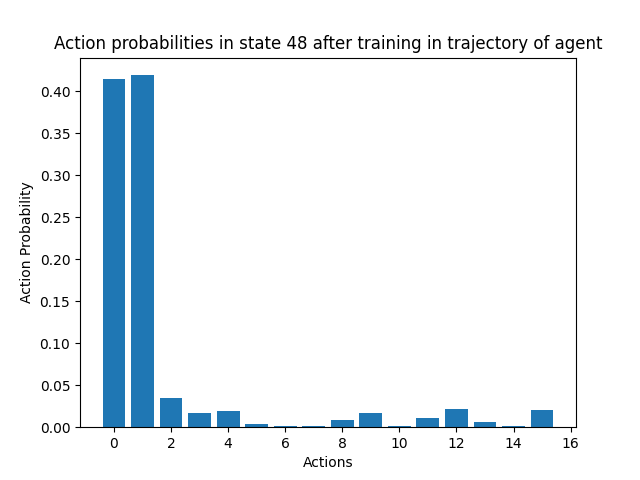 Action probabilities in state 48 after training in trajectory of agent
0.40
0.35
0.30
0.25
0.20
0.15
0.10
0.05
0.00
Action Probability
0 2 4 6 8 10 12 14 16
Actions